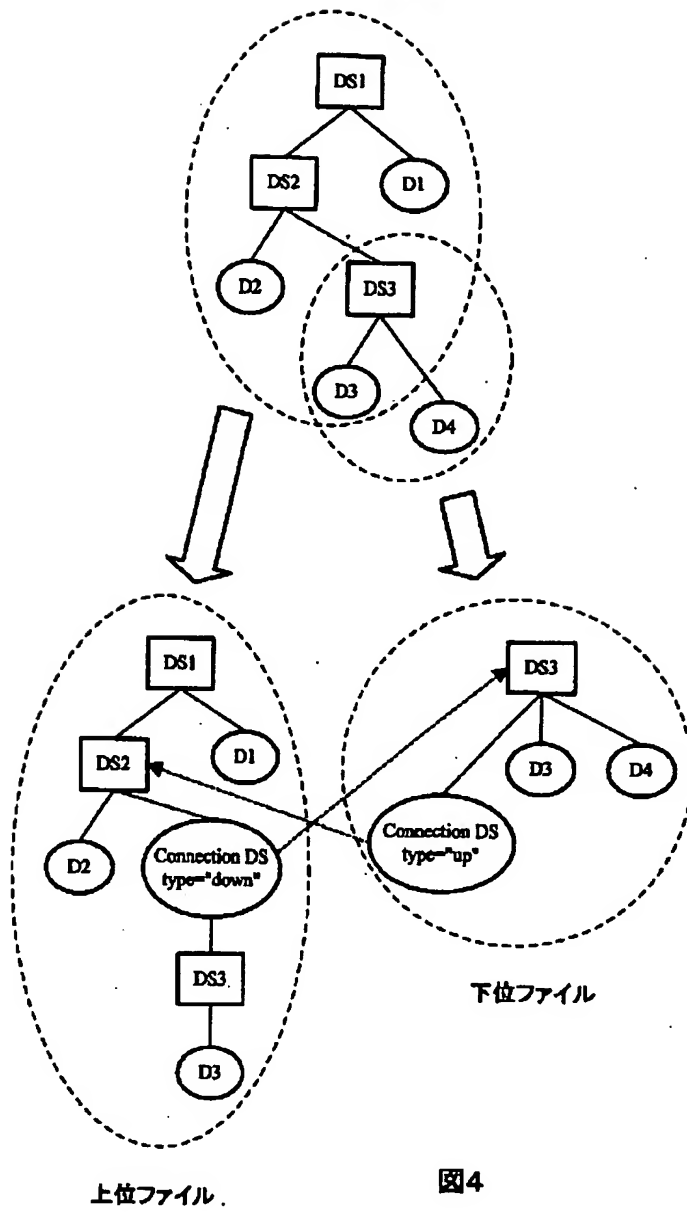 DS1
DS2
D1
D2
DS3
D3
D4
DS1
DS2
D1
D2
Connection DS
type="down"
DS3
D3
上位ファイル
DS3
D3
D4
Connection DS
type="up"
下位ファイル
図4